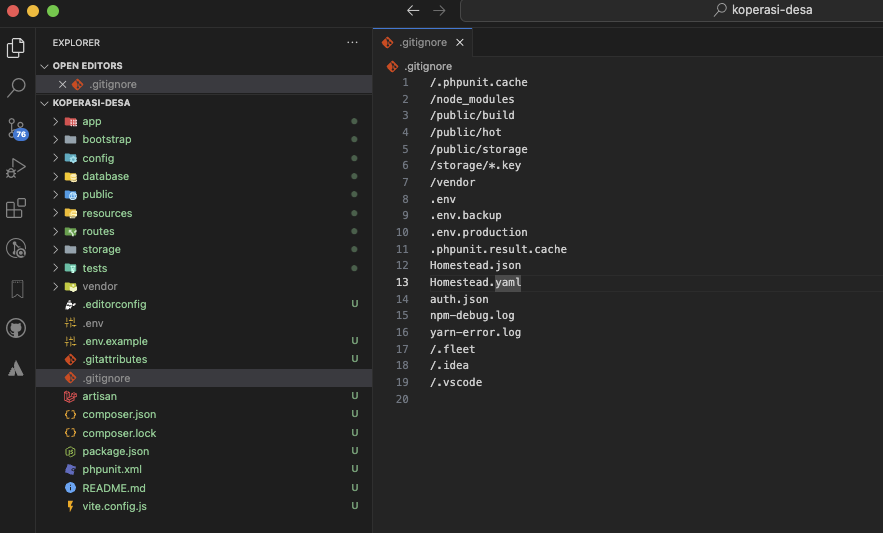 koperasi-desa
EXPLORER
.gitignore
OPEN EDITORS
.gitignore
.gitignore
KOPERASI-DESA
app
bootstrap
config
database
public
resources
routes
storage
tests
vendor
.editorconfig U
.env
.env.example U
.gitattributes U
.gitignore
artisan U
composer.json U
composer.lock U
package.json U
phpunit.xml U
README.md U
vite.config.js U
76
1 /.phpunit.cache
2 /node_modules
3 /public/build
4 /public/hot
5 /public/storage
6 /storage/*.key
7 /vendor
8 .env
9 .env.backup
10 .env.production
11 .phpunit.result.cache
12 Homestead.json
13 Homestead.yaml
14 auth.json
15 npm-debug.log
16 yarn-error.log
17 /.fleet
18 /.idea
19 /.vscode
20